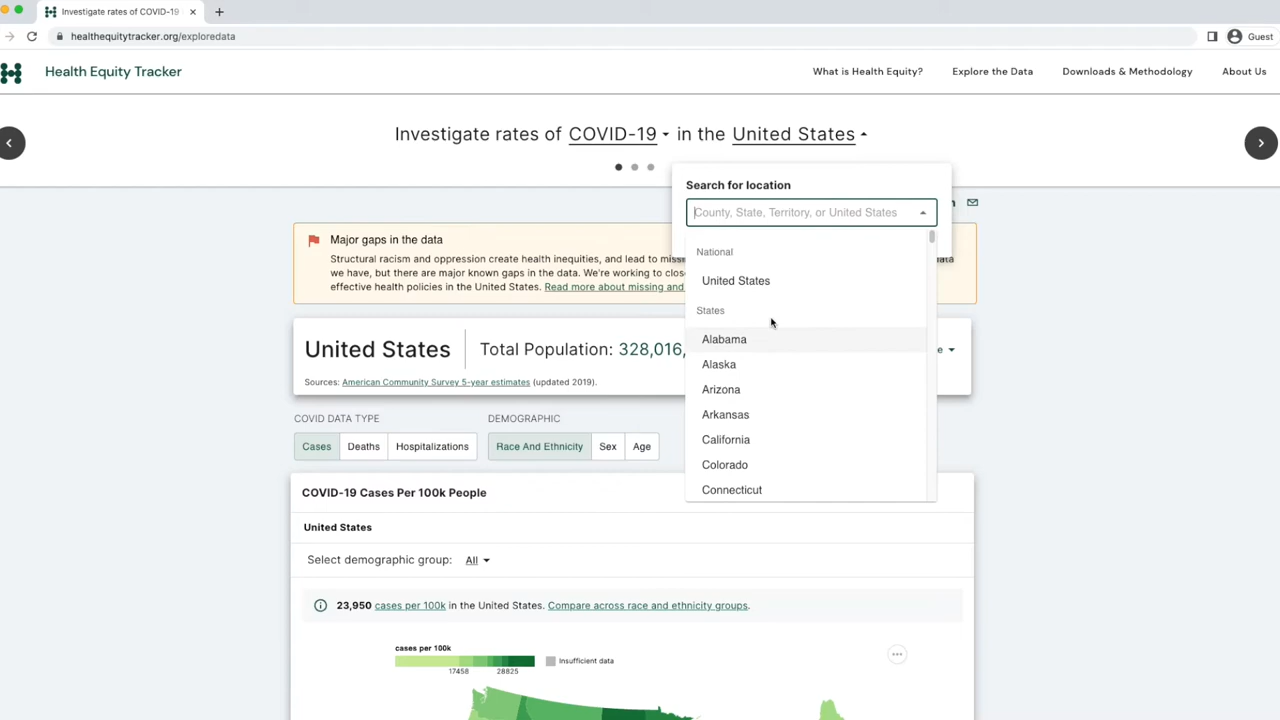 Investigate rates of COVID-19
healthequitytracker.org/exploredata
Guest
Health Equity Tracker
What is Health Equity?
Explore the Data
Downloads & Methodology
About Us
Investigate rates of COVID-19 in the United States
Search for location
County, State, Territory, or United States
National
United States
States
Alabama
Alaska
Arizona
Arkansas
California
Colorado
Connecticut
Major gaps in the data
Structural racism and oppression create health inequities, and lead to
we have, but there are major known gaps in the data. We're working to
effective health policies in the United States. Read more about missing and
United States
Total Population: 328,016,
Sources: American Community Survey 5-year estimates (updated 2019).
COVID DATA TYPE
DEMOGRAPHIC
Cases
Deaths
Hospitalizations
Race And Ethnicity
Sex
Age
COVID-19 Cases Per 100k People
United States
Select demographic group: All
23,950 cases per 100k in the United States. Compare across race and ethnicity groups.
cases per 100k
Insufficient data
17458
28825